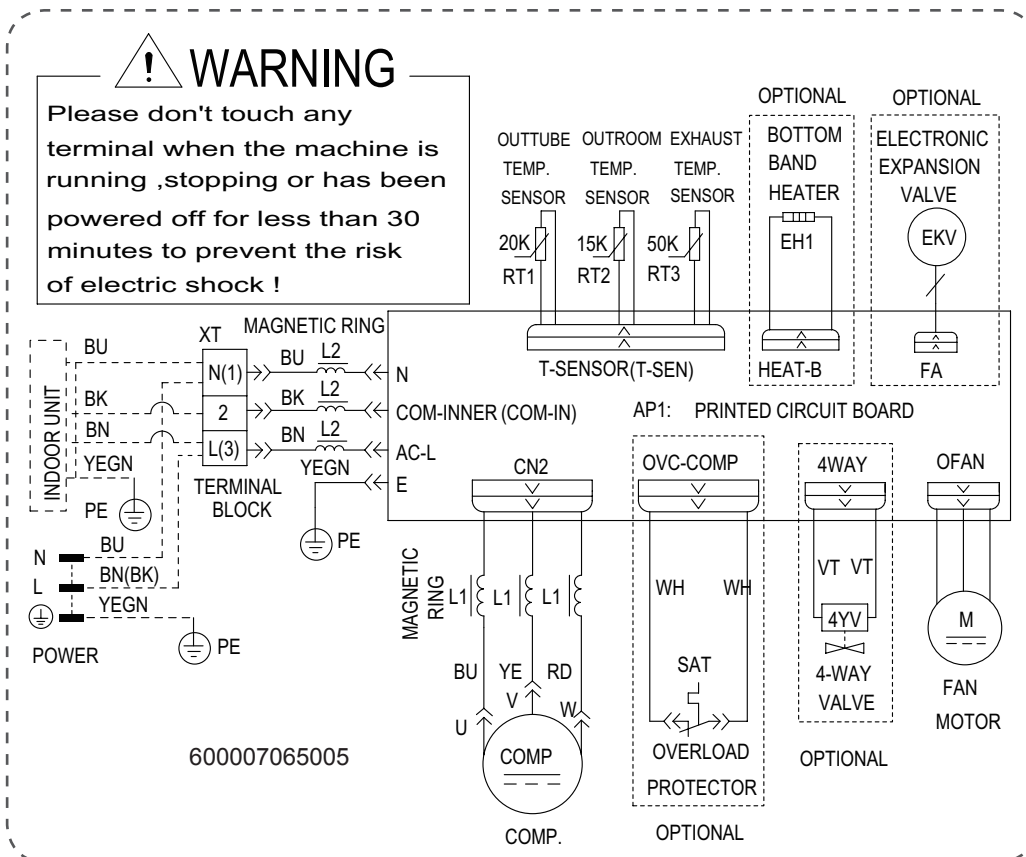 ! WARNING
Please don't touch any
terminal when the machine is
running ,stopping or has been
powered off for less than 30
minutes to prevent the risk
of electric shock !
OUTTUBE
TEMP.
SENSOR
OUTROOM
TEMP.
SENSOR
EXHAUST
TEMP.
SENSOR
20K
RT1
15K
RT2
50K
RT3
T-SENSOR(T-SEN)
OPTIONAL
BOTTOM
BAND
HEATER
EH1
HEAT-B
OPTIONAL
ELECTRONIC
EXPANSION
VALVE
EKV
FA
INDOOR UNIT
BU
BK
BN
YEGN
PE
XT
N(1)
2
L(3)
TERMINAL
BLOCK
MAGNETIC RING
BU
L2
N
BK
L2
COM-INNER (COM-IN)
BN
L2
AC-L
YEGN
E
PE
AP1: PRINTED CIRCUIT BOARD
N
BU
L
BN(BK)
YEGN
PE
POWER
CN2
MAGNETIC
RING
L1
L1
L1
BU
YE
RD
U
V
W
COMP
COMP.
OVC-COMP
WH
WH
SAT
OVERLOAD
PROTECTOR
OPTIONAL
4WAY
VT
VT
4YV
4-WAY
VALVE
OPTIONAL
OFAN
M
FAN
MOTOR
600007065005